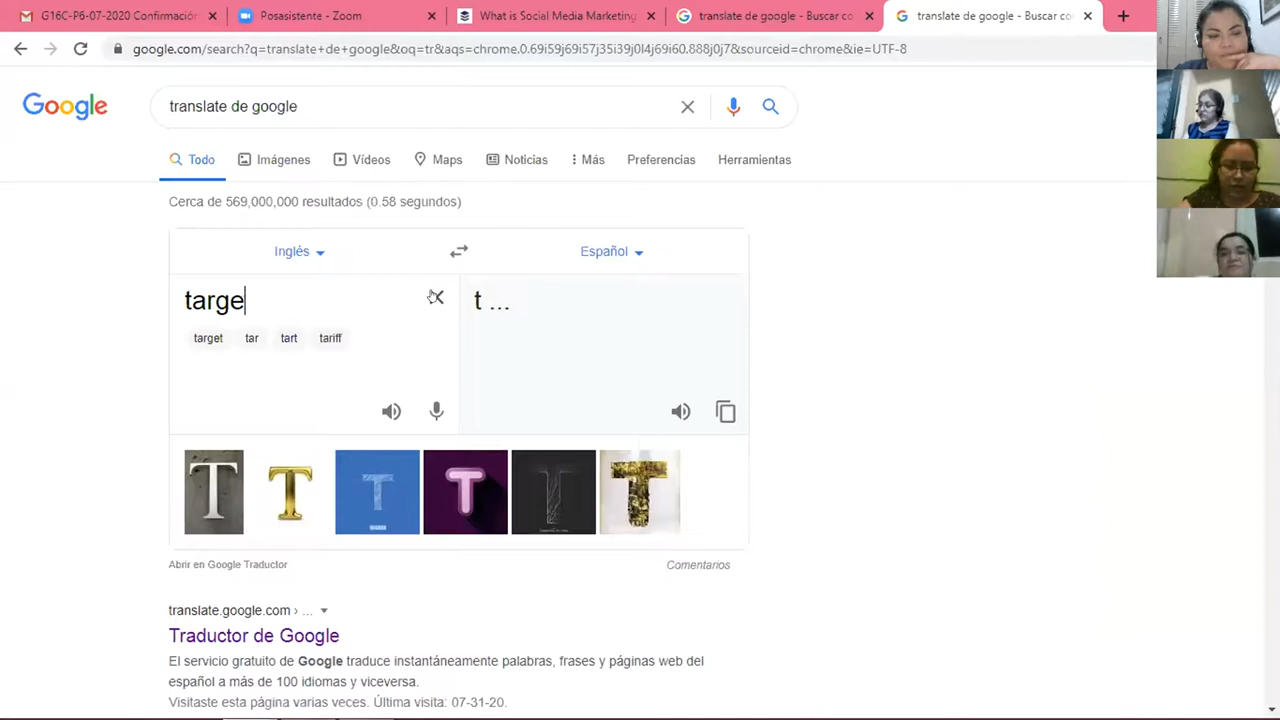 G16C-P6-07-2020 Confirmación
Posasistente - Zoom
What is Social Media Marketing
translate de google - Buscar co
translate de google - Buscar co
google.com/search?q=translate+de+google&oq=tr&aqs=chrome.0.69i59j69i57j35i39j0l4j69i60.888j0j7&sourceid=chrome&ie=UTF-8
Google
translate de google
Todo
Imágenes
Vídeos
Maps
Noticias
Más
Preferencias
Herramientas
Cerca de 569,000,000 resultados (0.58 segundos)
Inglés
Español
targe
t ...
target tar tart tariff
T T T T T T
Abrir en Google Traductor
Comentarios
translate.google.com › ...
Traductor de Google
El servicio gratuito de Google traduce instantáneamente palabras, frases y páginas web del
español a más de 100 idiomas y viceversa.
Visitaste esta página varias veces. Última visita: 07-31-20.